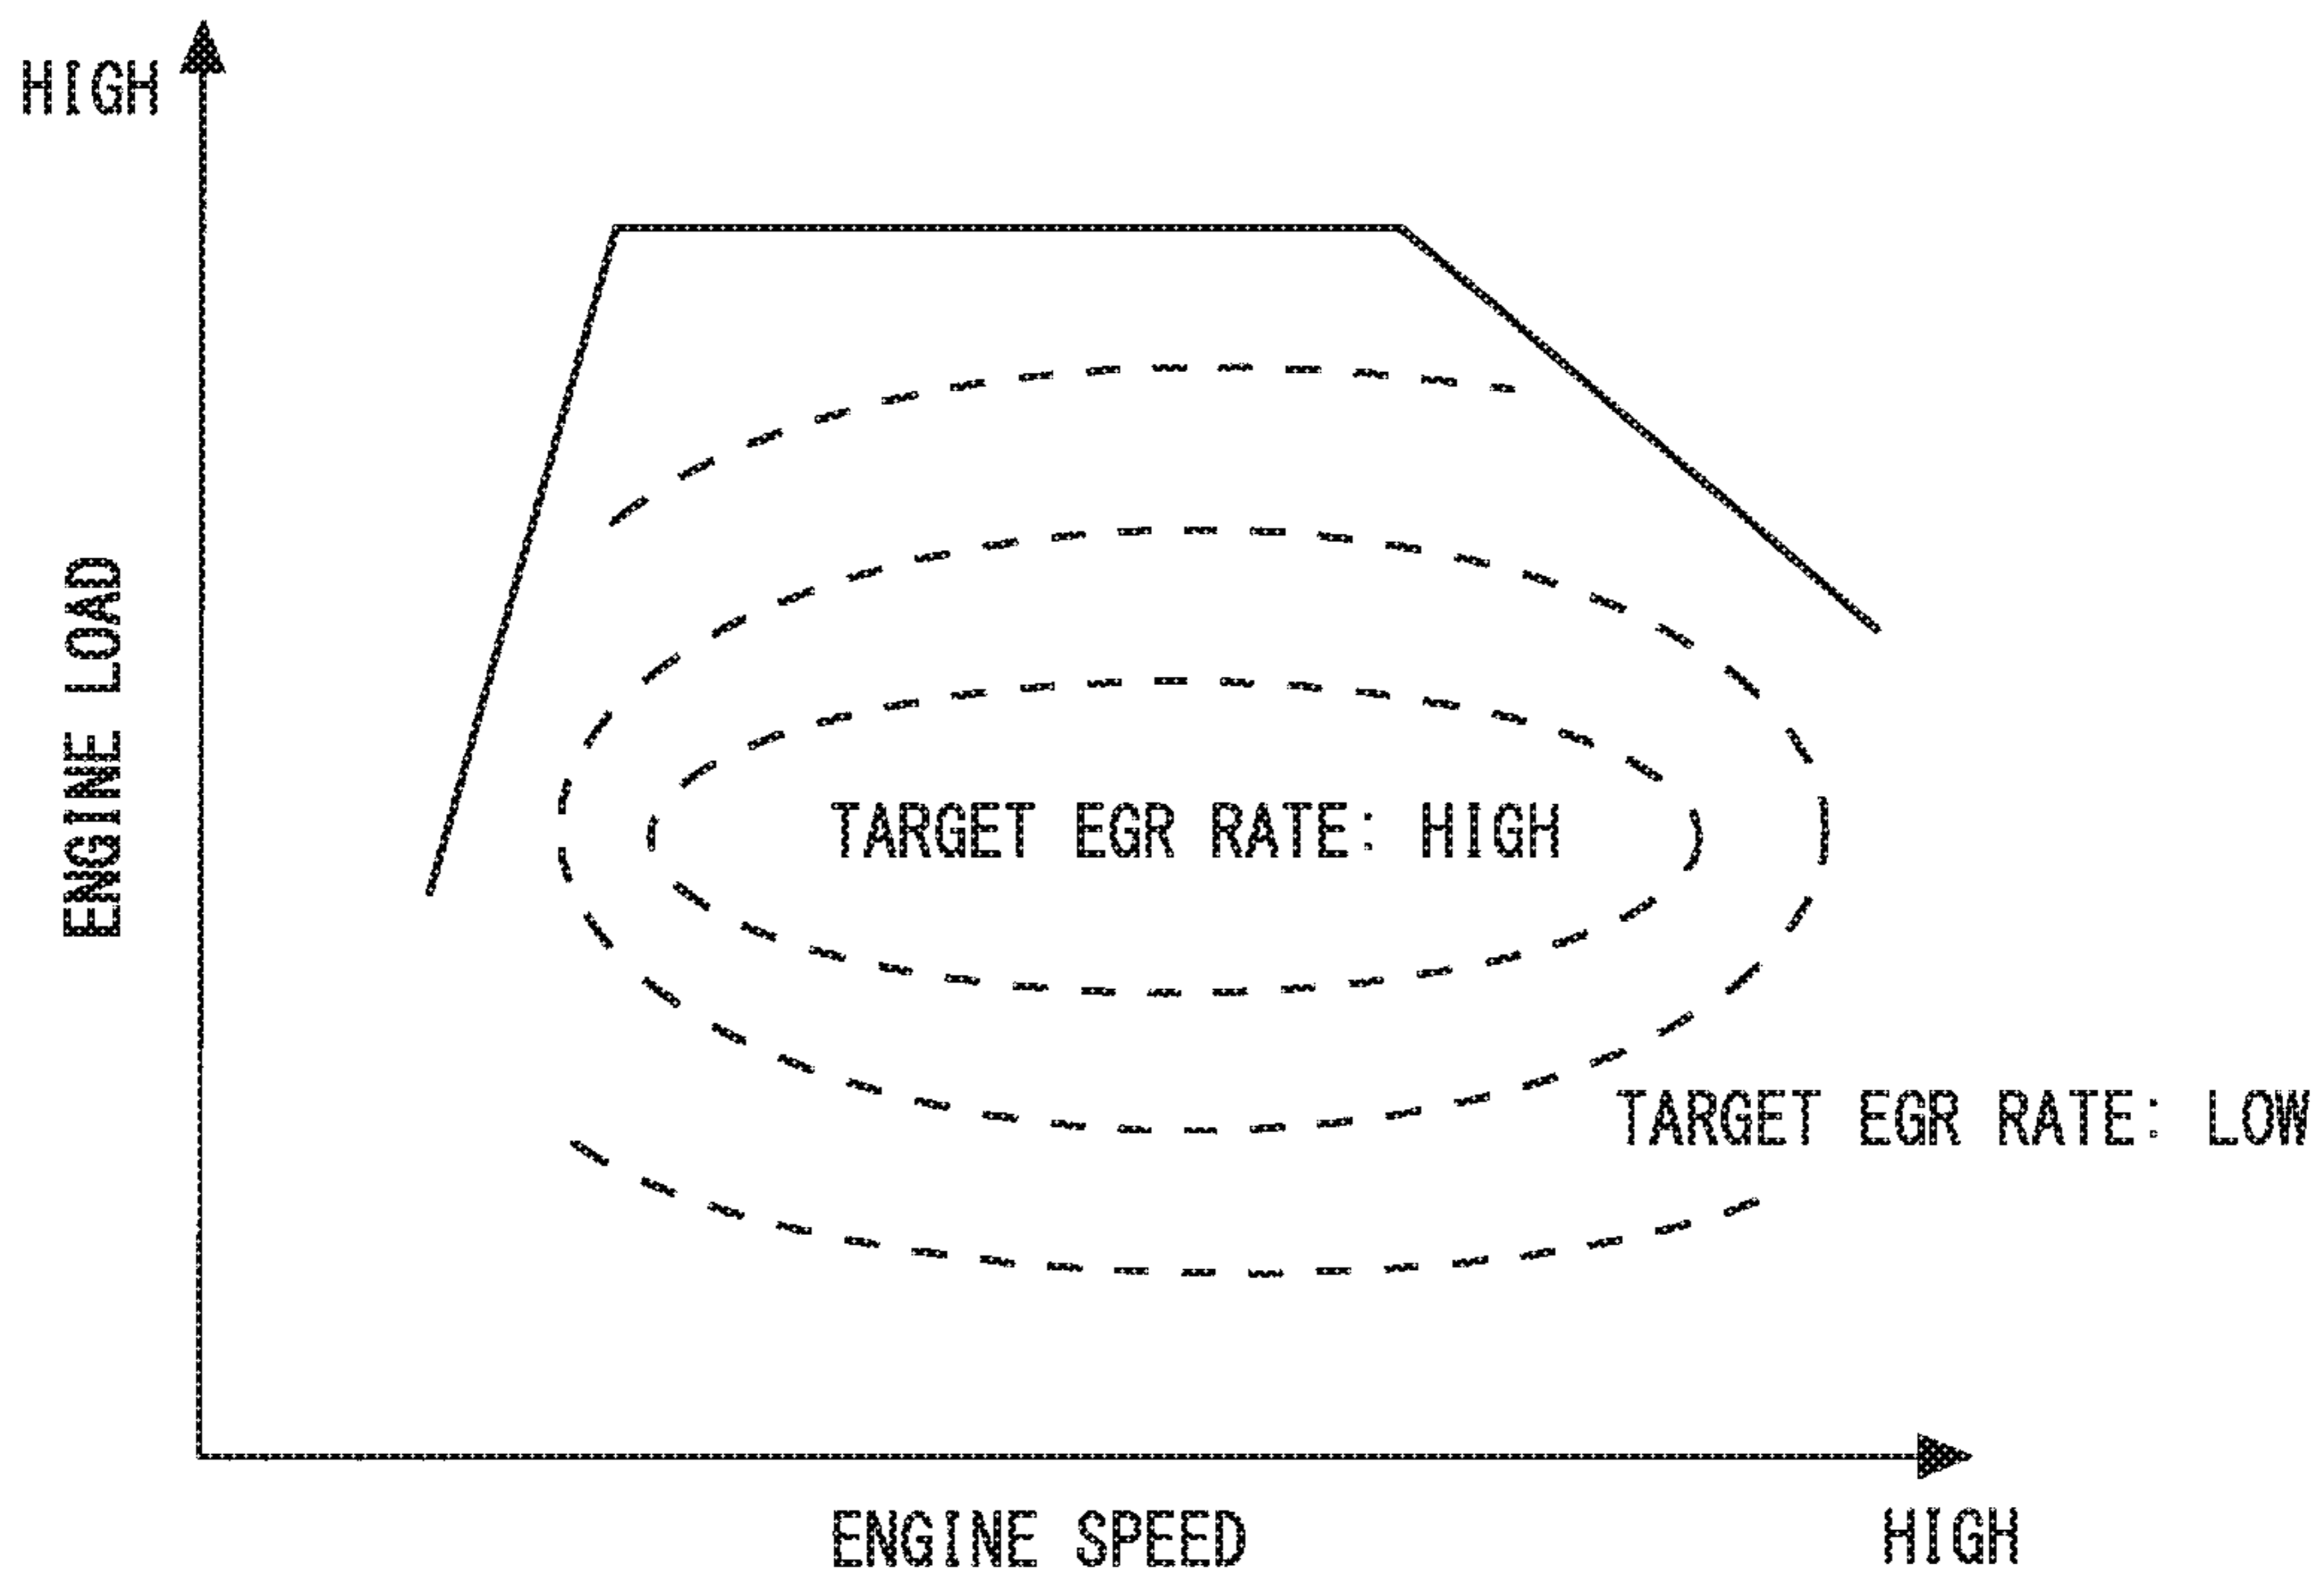 HIGH
ENGINE LOAD
TARGET EGR RATE: HIGH
TARGET EGR RATE: LOW
ENGINE SPEED
HIGH